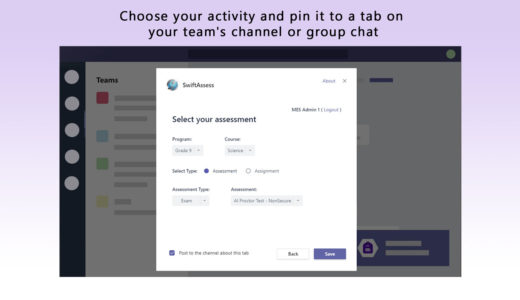 Choose your activity and pin it to a tab on
your team's channel or group chat
About ×
SwiftAssess
MES Admin 1 ( Logout )
Teams
Select your assessment
Program: Course:
Grade 9 Science
Select Type: Assessment Assignment
Assessment Type: Assessment:
Exam AI Proctor Test - NonSecure
Post to the channel about this tab Back Save